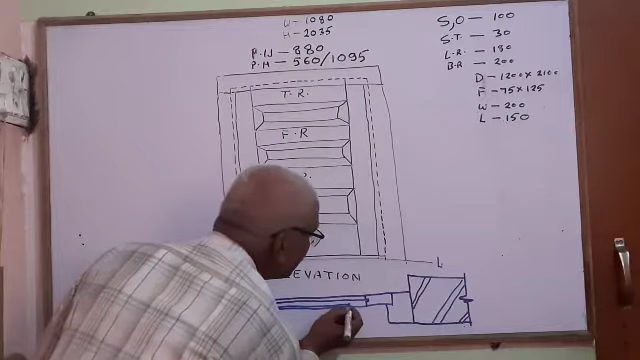 W - 1080
H - 2035
P.W - 880
P.H - 560/1095
S,O - 100
S.T. - 30
L.R. - 180
B.R - 200
D - 1200 x 2100
F - 75 x 125
W - 200
L - 150
T.R.
F.R
ELEVATION
L